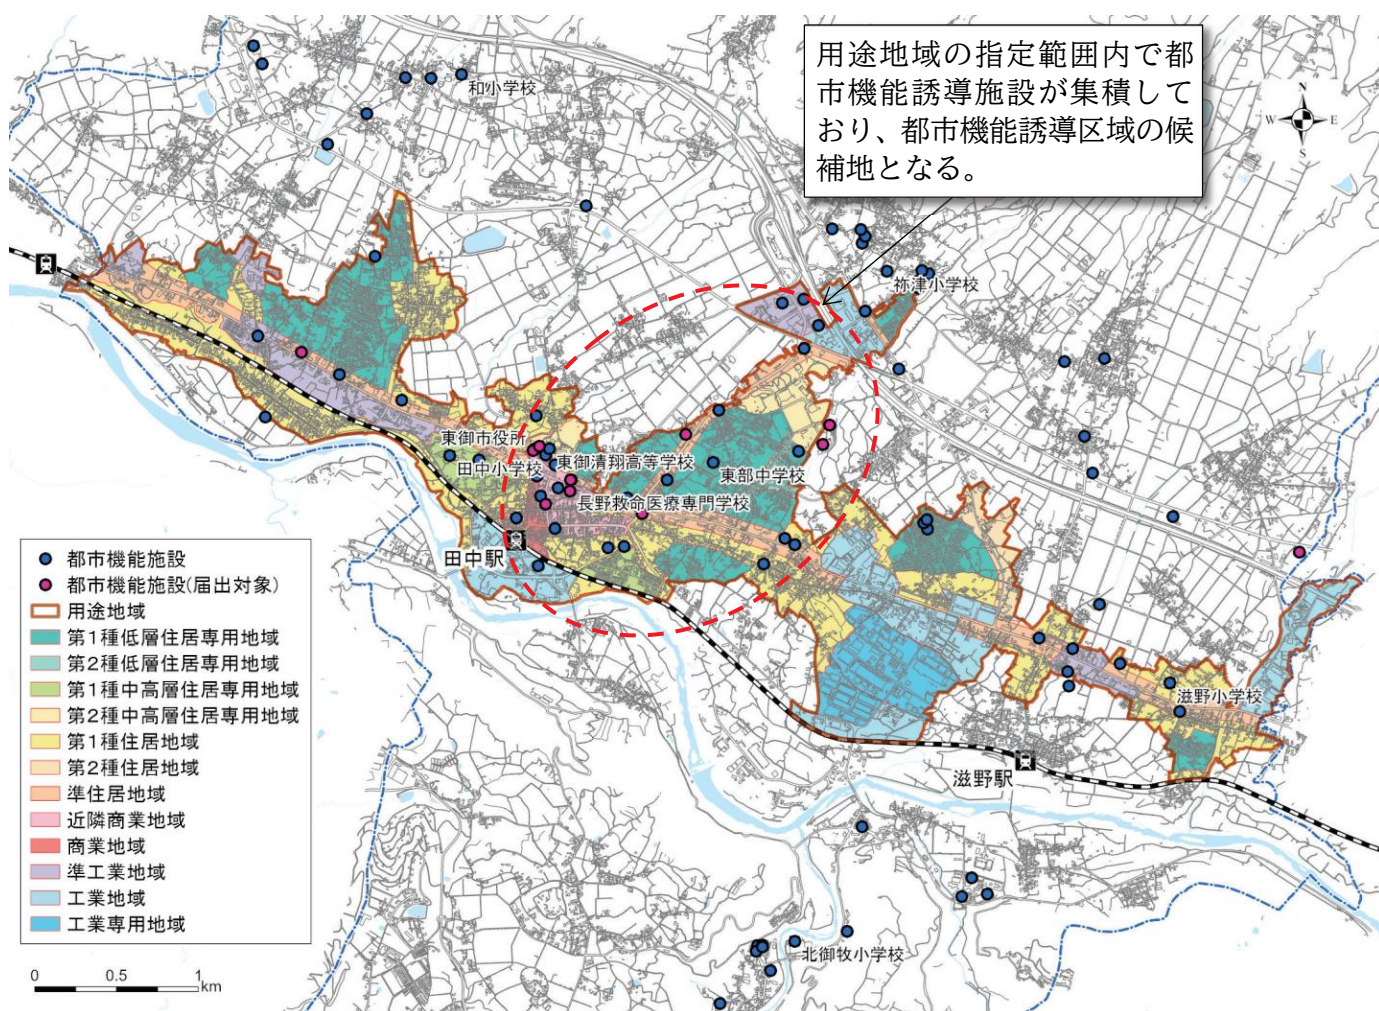 用途地域の指定範囲内で都
市機能誘導施設が集積して
おり、都市機能誘導区域の候
補地となる。
N
W
E
S
和小学校
祢津小学校
東御市役所
田中小学校
東御清翔高等学校
東部中学校
長野救命医療専門学校
田中駅
滋野小学校
滋野駅
北御牧小学校
都市機能施設
都市機能施設(届出対象)
用途地域
第1種低層住居専用地域
第2種低層住居専用地域
第1種中高層住居専用地域
第2種中高層住居専用地域
第1種住居地域
第2種住居地域
準住居地域
近隣商業地域
商業地域
準工業地域
工業地域
工業専用地域
0 0.5 1
km